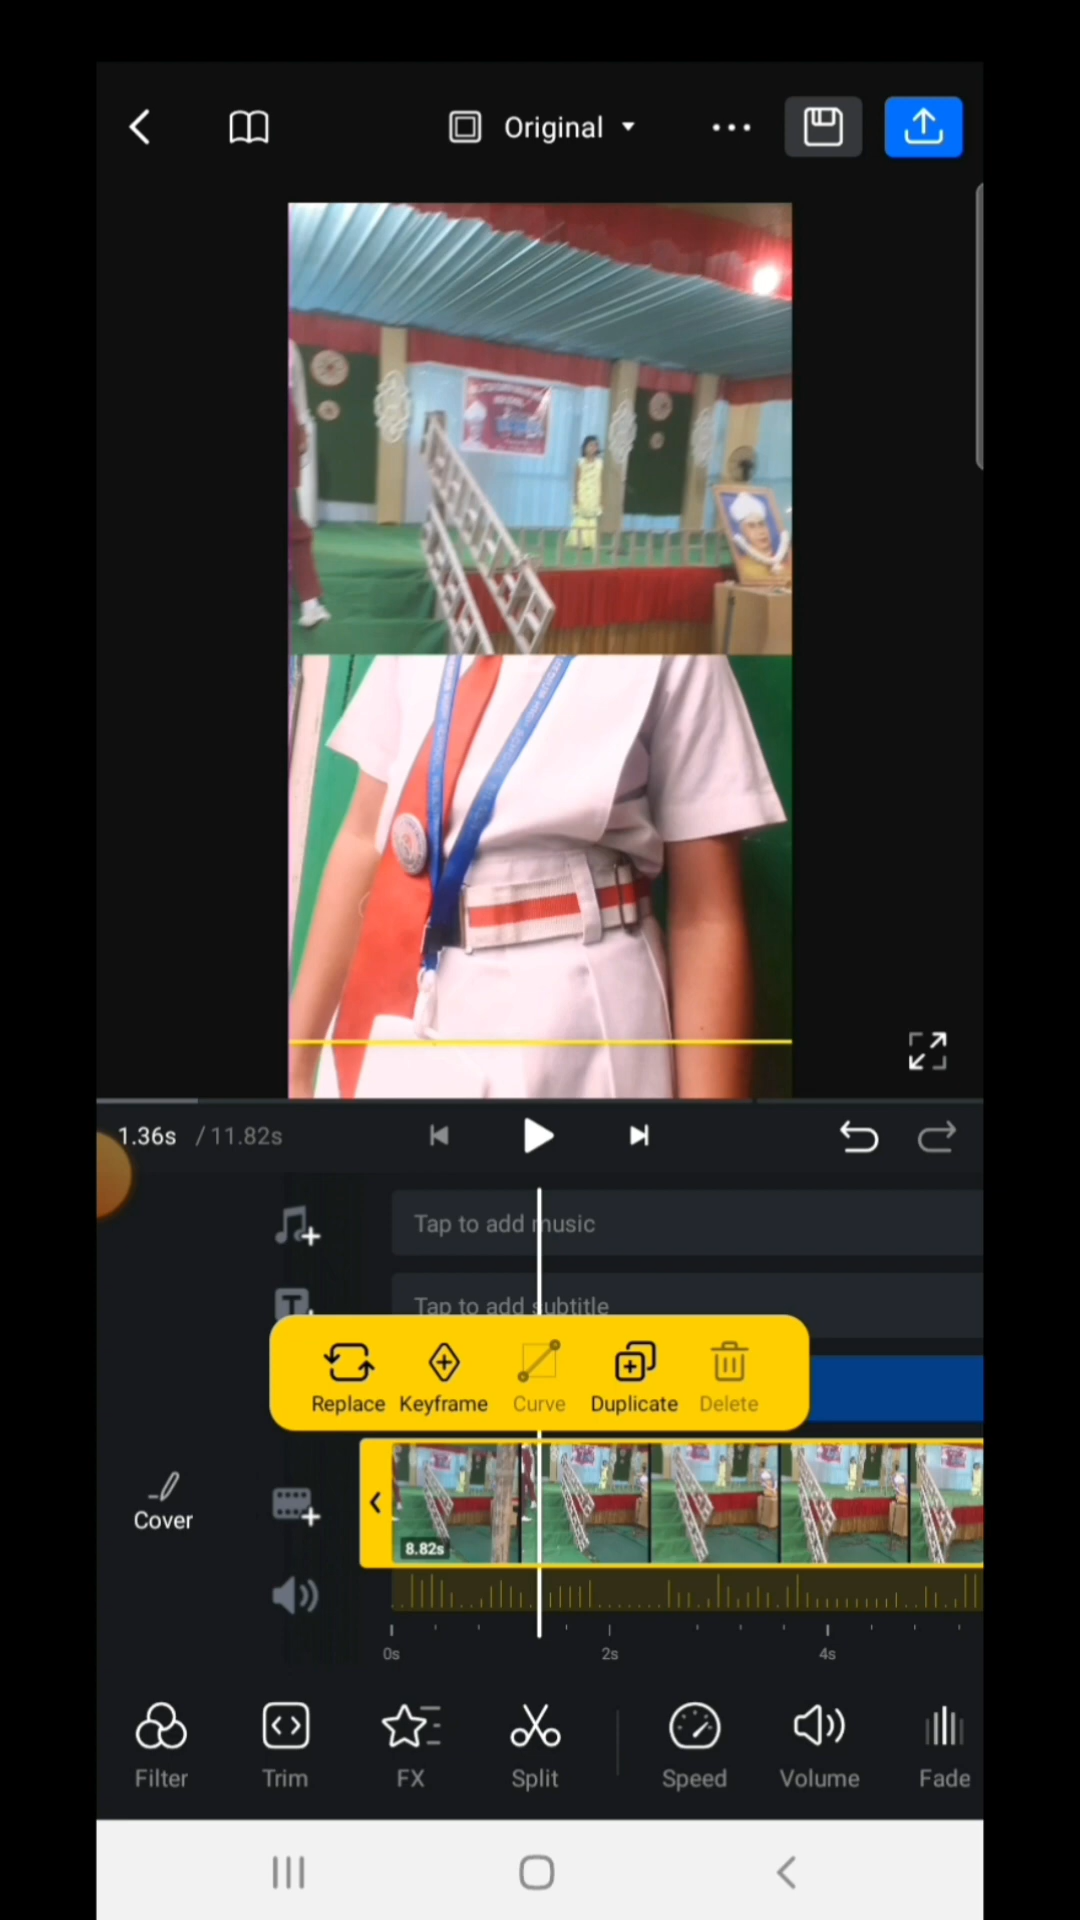 Original
1.36s / 11.82s
Tap to add music
Tap to add subtitle
Replace Keyframe Curve Duplicate Delete
Cover
8.82s
0s 2s 4s
Filter Trim FX Split Speed Volume Fade